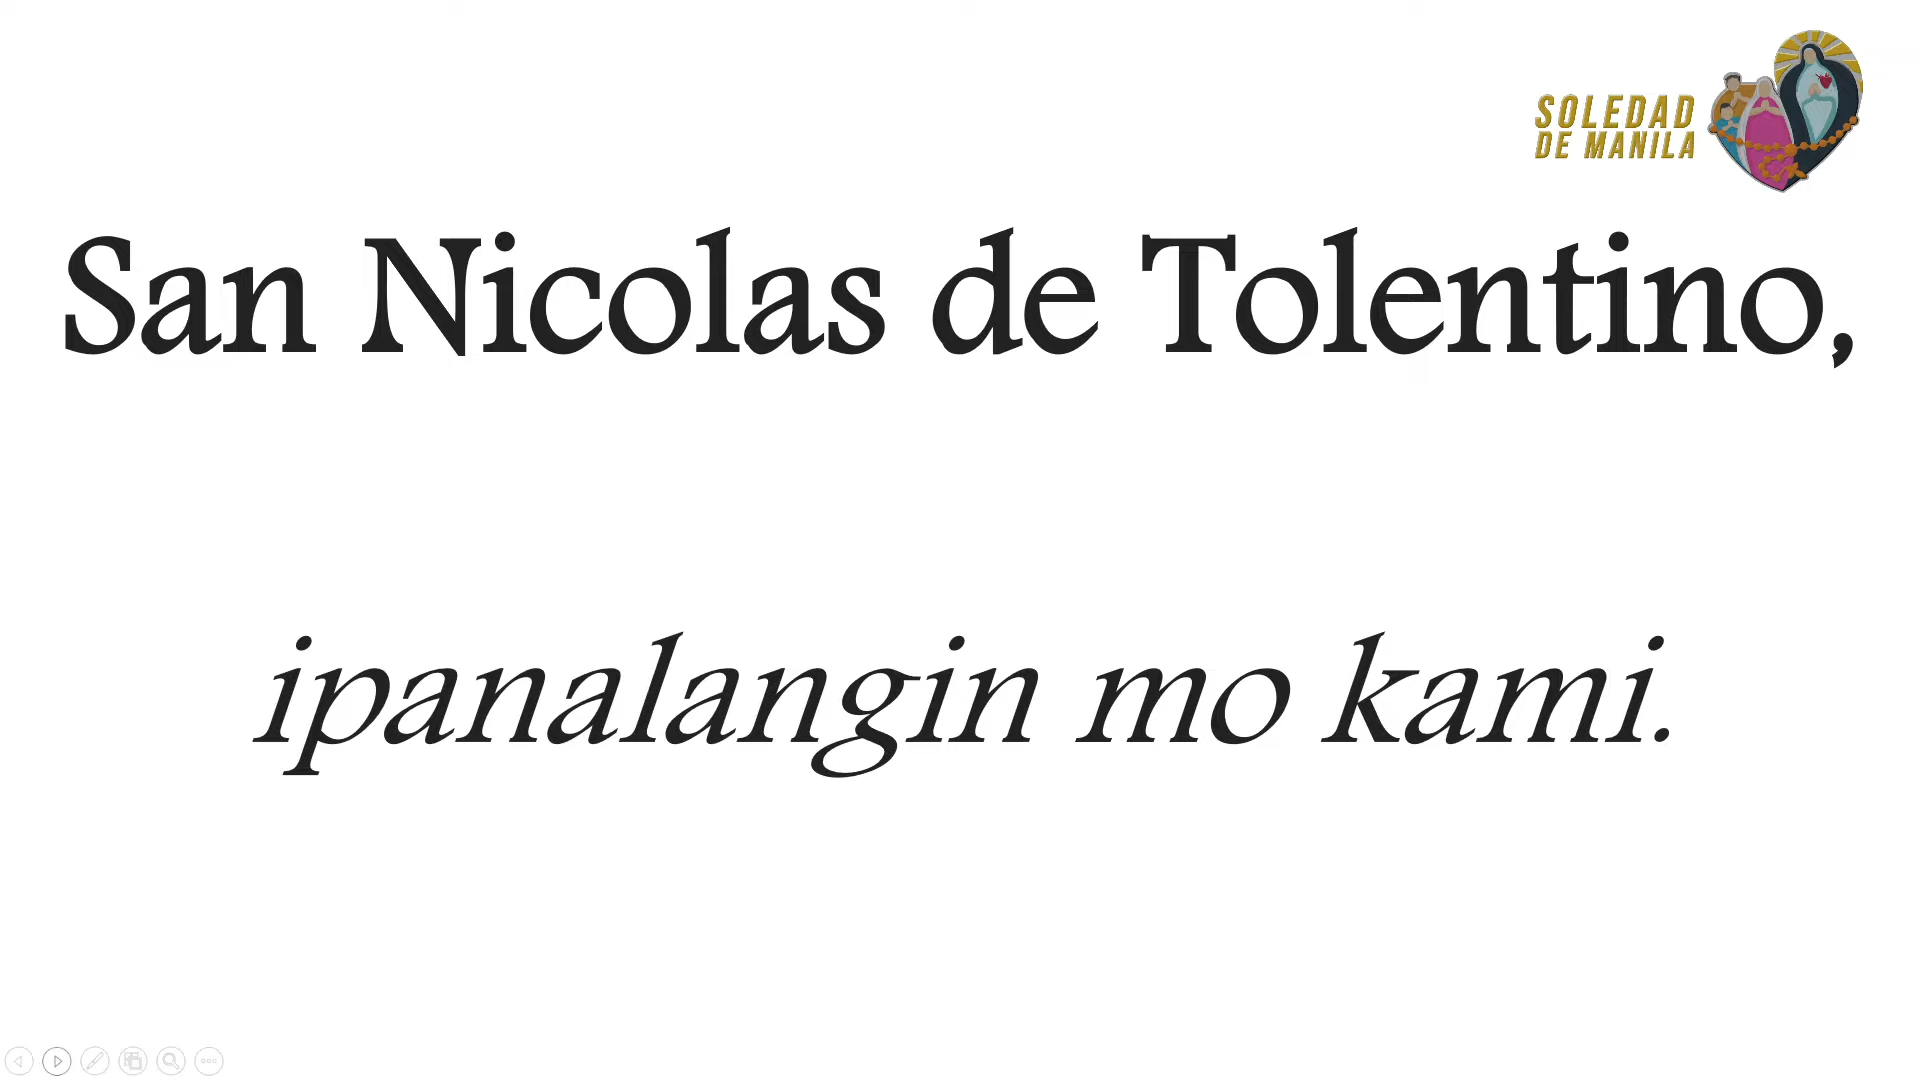 SOLEDAD
DE MANILA
San Nicolas de Tolentino,
ipanalangin mo kami.